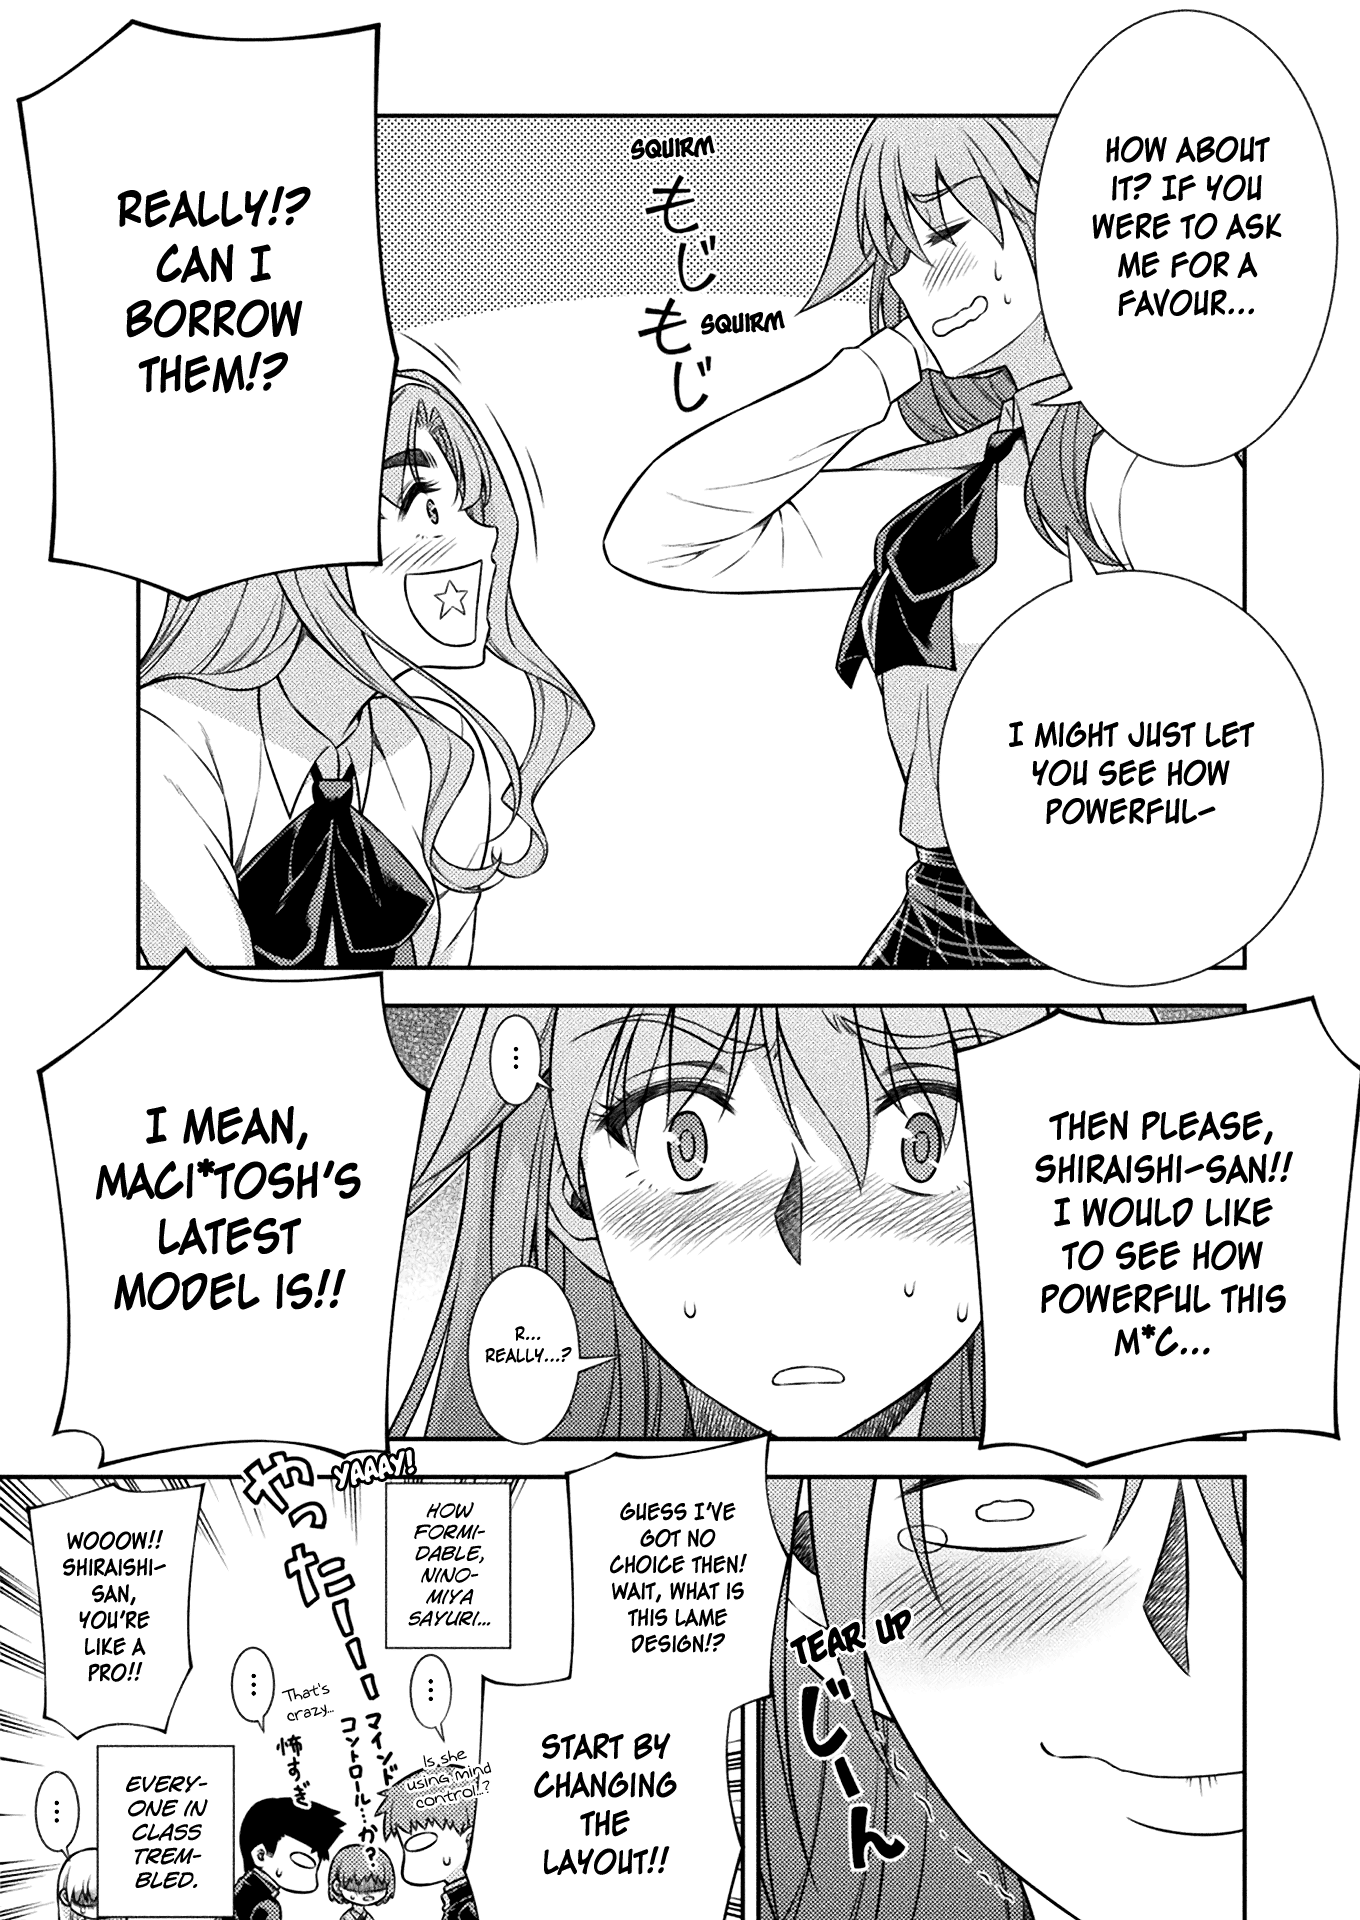 HOW ABOUT
IT? IF YOU
WERE TO ASK
ME FOR A
FAVOUR...
SQUIRM
もじ
SQUIRM
もじ
REALLY!?
CAN I
BORROW
THEM!?
I MIGHT JUST LET
YOU SEE HOW
POWERFUL-
THEN PLEASE,
SHIRAISHI-SAN!!
I WOULD LIKE
TO SEE HOW
POWERFUL THIS
M*C...
...
R...
REALLY...?
I MEAN,
MACI*TOSH'S
LATEST
MODEL IS!!
TEAR UP
じーん
GUESS I'VE
GOT NO
CHOICE THEN!
WAIT, WHAT IS
THIS LAME
DESIGN!?
START BY
CHANGING
THE
LAYOUT!!
HOW
FORMI-
DABLE,
NINO-
MIYA
SAYURI...
YAAAY!
やったーーー
WOOOW!!
SHIRAISHI-
SAN,
YOU'RE
LIKE A
PRO!!
...
Is she
using mind
control...?
マインド
コントロール…か?
...
That's
crazy...
怖すぎ
...
EVERY-
ONE IN
CLASS
TREM-
BLED.